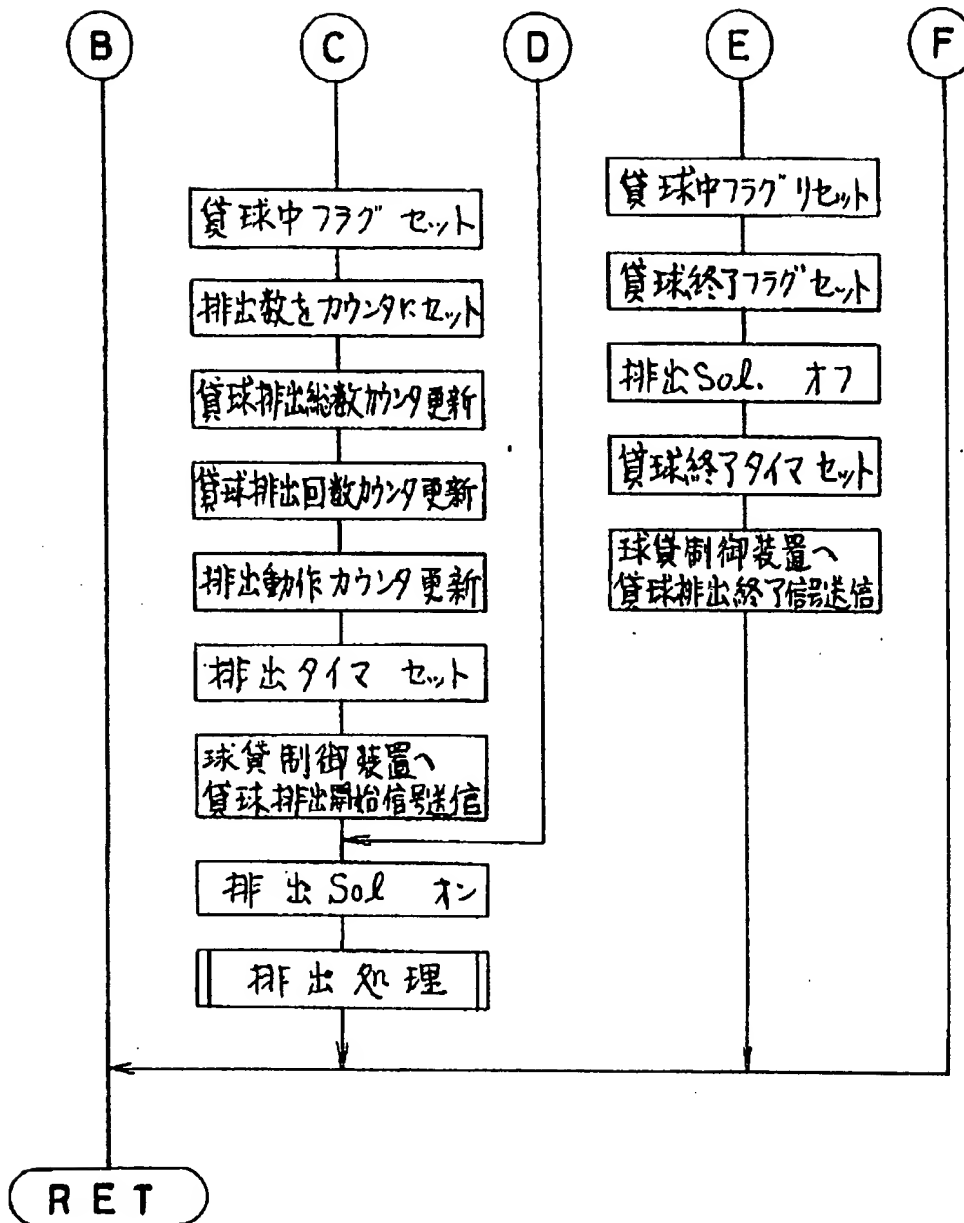 B
C
D
E
F
貸球中フラグ セット
排出数をカウンタにセット
貸球排出総数カウンタ更新
貸球排出回数カウンタ更新
排出動作カウンタ更新
排出タイマ セット
球貸制御装置へ
貸球排出開始信号送信
排出Sol オン
排出処理
貸球中フラグ リセット
貸球終了フラグセット
排出Sol. オフ
貸球終了タイマセット
球貸制御装置へ
貸球排出終了信号送信
RET